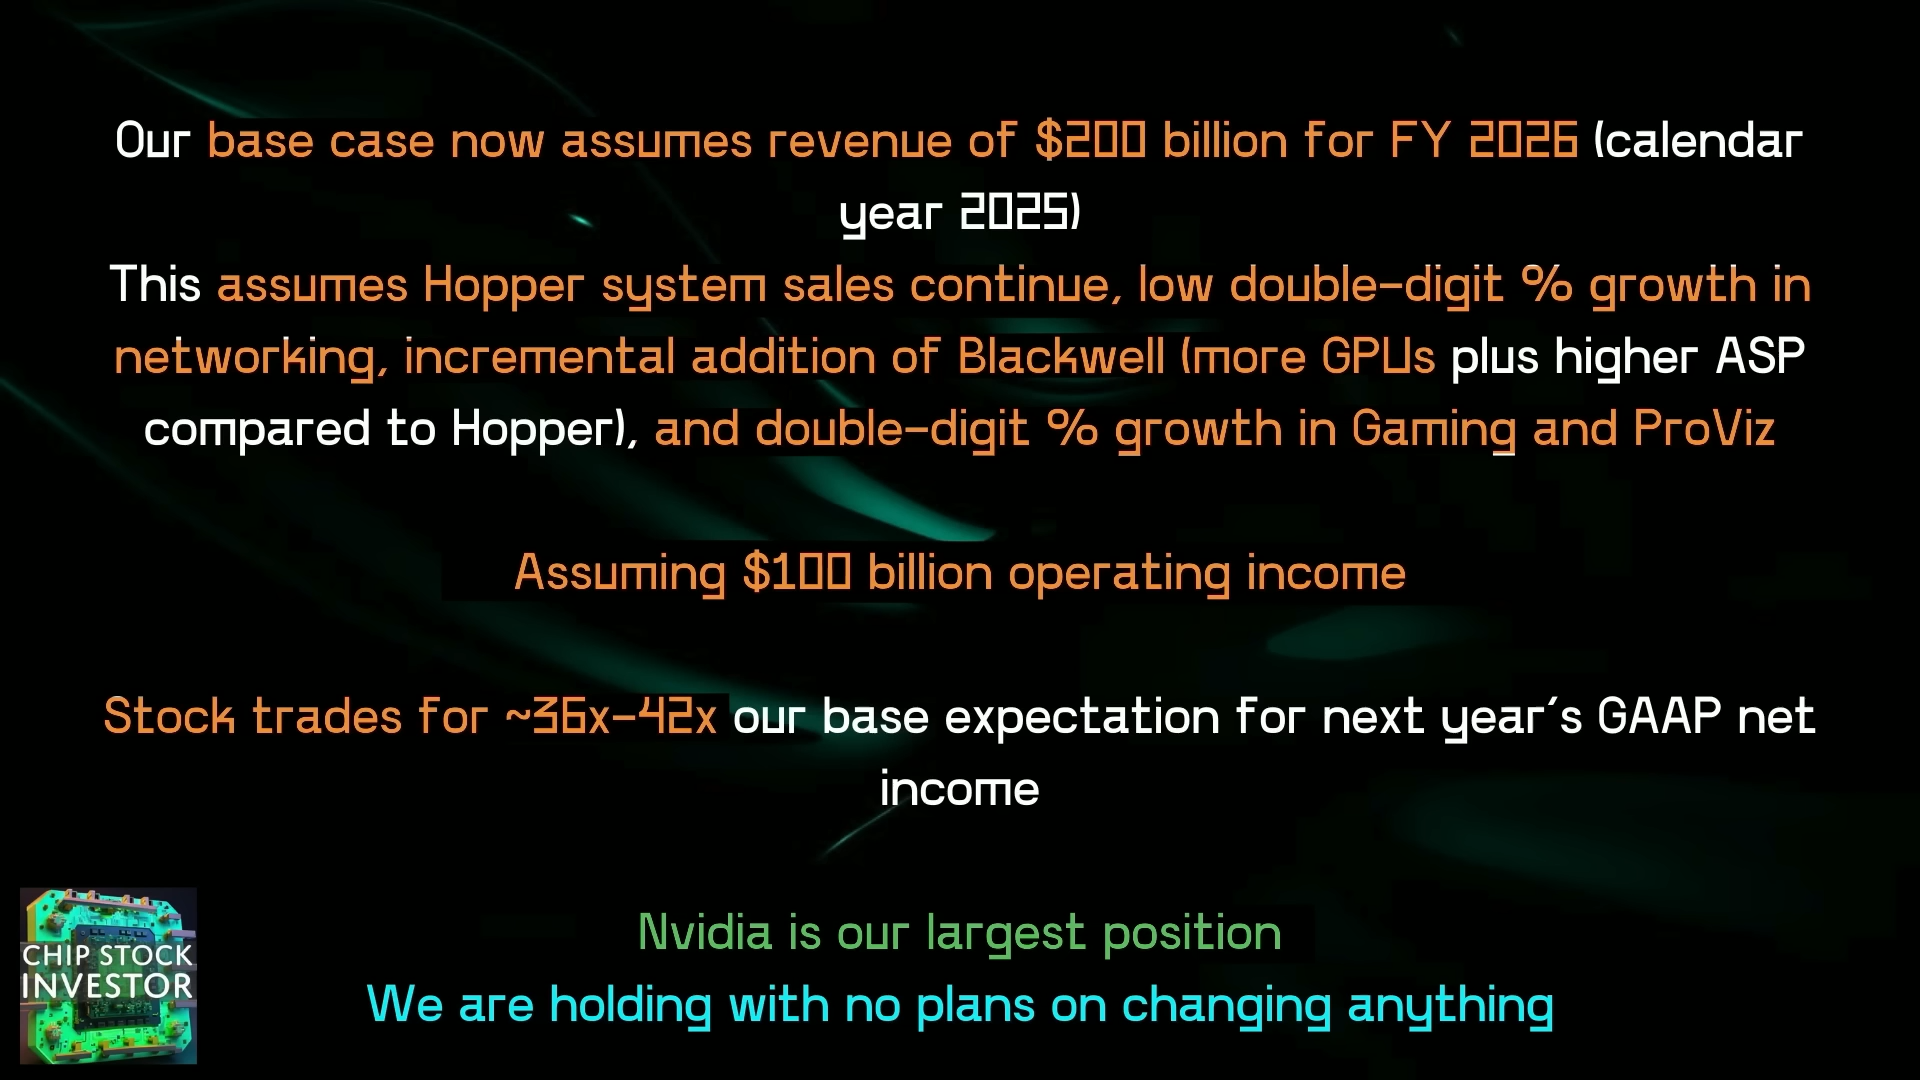 Our base case now assumes revenue of $200 billion for FY 2026 (calendar
year 2025)
This assumes Hopper system sales continue, low double-digit % growth in
networking, incremental addition of Blackwell (more GPUs plus higher ASP
compared to Hopper), and double-digit % growth in Gaming and ProViz
Assuming $100 billion operating income
Stock trades for ~36x-42x our base expectation for next year's GAAP net
income
Nvidia is our largest position
We are holding with no plans on changing anything
CHIP STOCK
INVESTOR